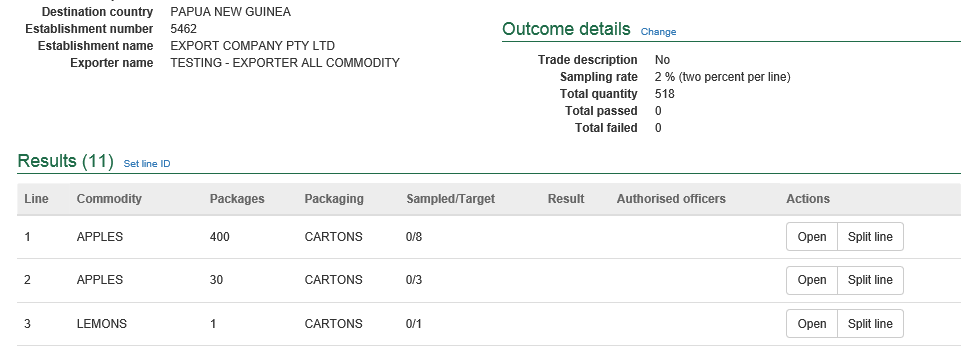 Destination country PAPUA NEW GUINEA
Establishment number 5462
Establishment name EXPORT COMPANY PTY LTD
Exporter name TESTING - EXPORTER ALL COMMODITY
Outcome details Change
Trade description No
Sampling rate 2 % (two percent per line)
Total quantity 518
Total passed 0
Total failed 0
Results (11) Set line ID
Line Commodity Packages Packaging Sampled/Target Result Authorised officers Actions
1 APPLES 400 CARTONS 0/8 Open Split line
2 APPLES 30 CARTONS 0/3 Open Split line
3 LEMONS 1 CARTONS 0/1 Open Split line